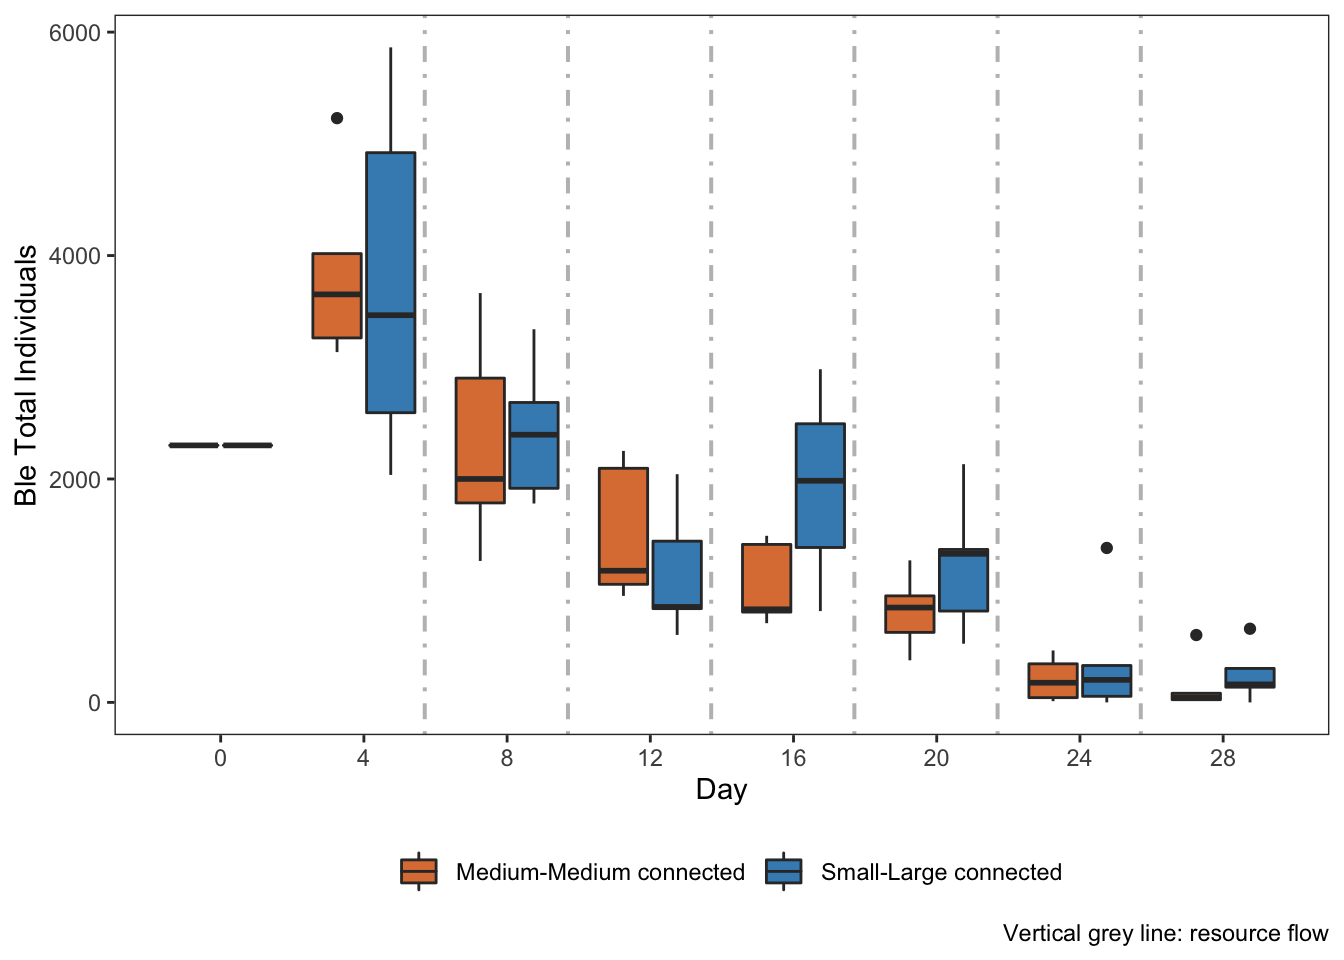 6000
4000
2000
0
Ble Total Individuals
0 4 8 12 16 20 24 28
Day
Medium-Medium connected Small-Large connected
Vertical grey line: resource flow